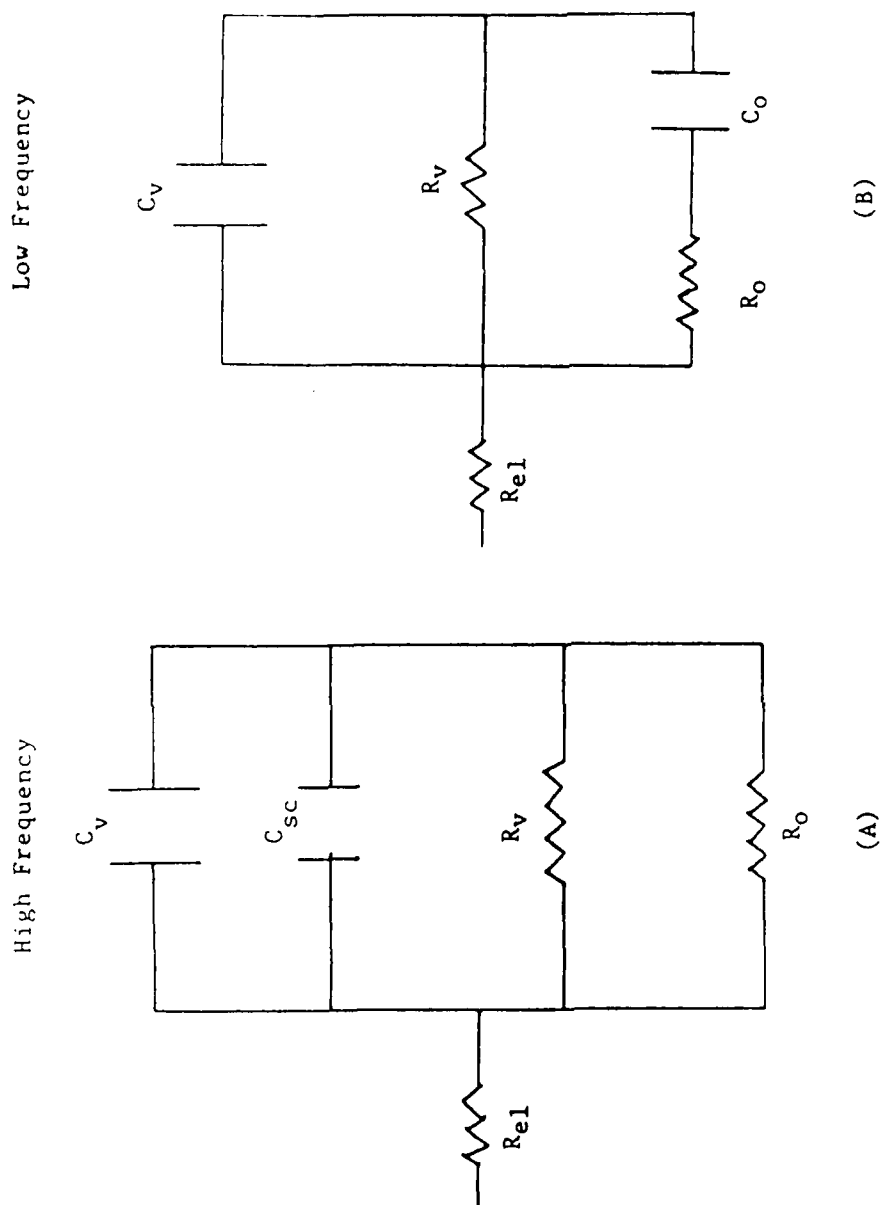 High Frequency
C_v
C_sc
R_v
R_o
R_el
(A)
Low Frequency
C_v
R_v
C_o
R_o
R_el
(B)